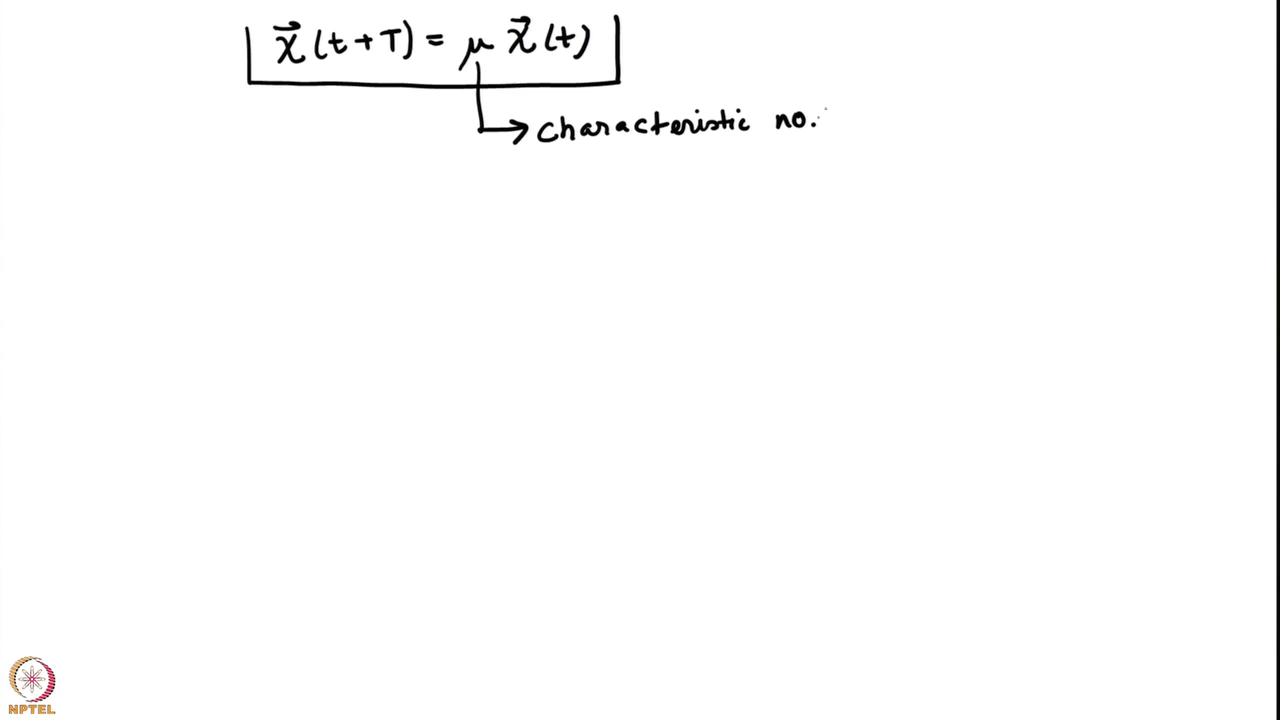 χ⃗(t+T) = μ χ⃗(t)
characteristic no.
NPTEL